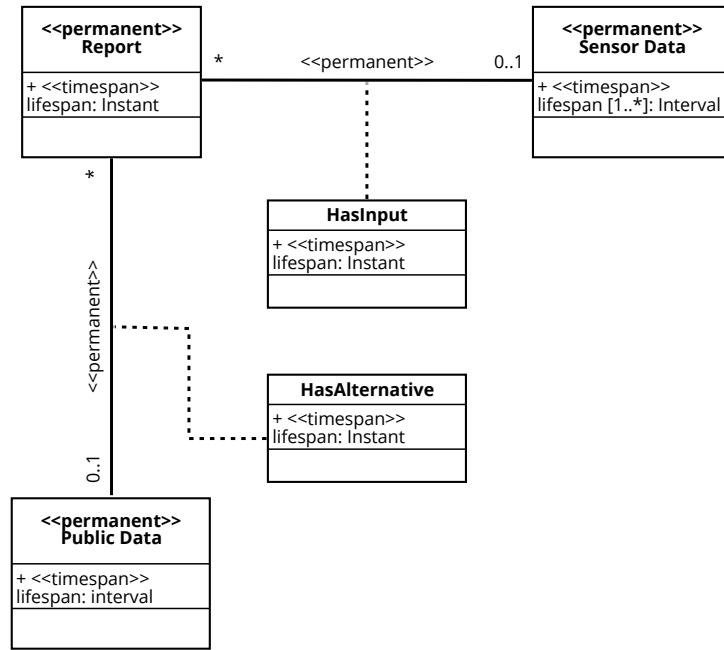 <<permanent>>
Report
+ <<timespan>>
lifespan: Instant
*
<<permanent>>
0..1
<<permanent>>
Sensor Data
+ <<timespan>>
lifespan [1..*]: Interval
*
<<permanent>>
0..1
HasInput
+ <<timespan>>
lifespan: Instant
HasAlternative
+ <<timespan>>
lifespan: Instant
<<permanent>>
Public Data
+ <<timespan>>
lifespan: interval